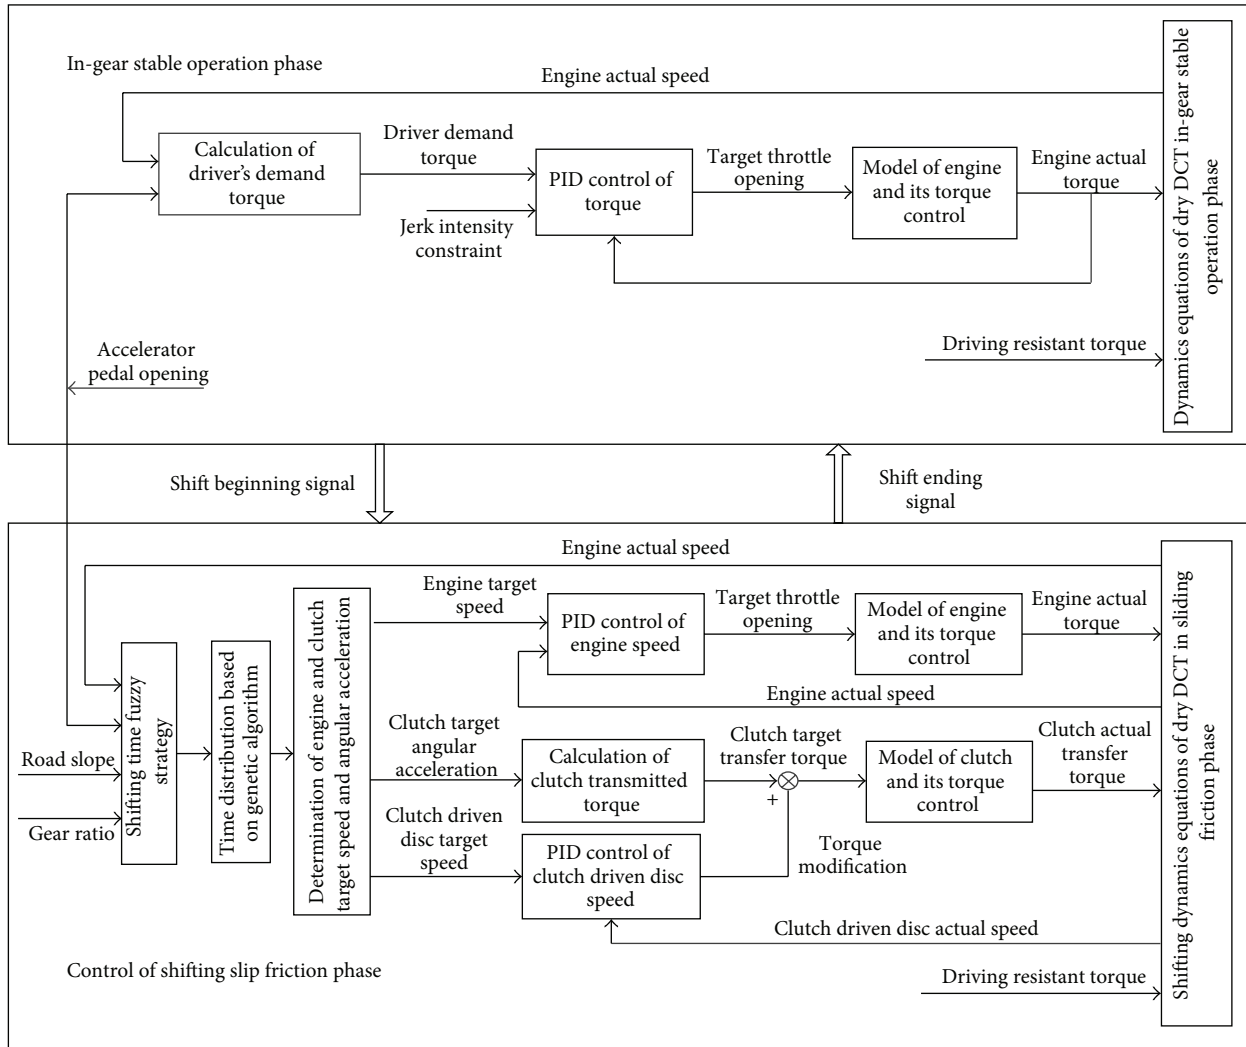 In-gear stable operation phase
Engine actual speed
Calculation of
driver's demand
torque
Driver demand
torque
Jerk intensity
constraint
PID control of
torque
Target throttle
opening
Model of engine
and its torque
control
Engine actual
torque
Driving resistant torque
Dynamics equations of dry DCT in-gear stable
operation phase
Accelerator
pedal opening
Shift beginning signal
Shift ending
signal
Engine actual speed
Road slope
Gear ratio
Shifting time fuzzy
strategy
Time distribution based
on genetic algorithm
Determination of engine and clutch
target speed and angular acceleration
Engine target
speed
PID control of
engine speed
Target throttle
opening
Model of engine
and its torque
control
Engine actual
torque
Engine actual speed
Clutch target
angular
acceleration
Calculation of
clutch transmitted
torque
Clutch target
transfer torque
+
Model of clutch
and its torque
control
Clutch actual
transfer
torque
Clutch driven
disc target
speed
PID control of
clutch driven disc
speed
Torque
modification
Clutch driven disc actual speed
Driving resistant torque
Shifting dynamics equations of dry DCT in sliding
friction phase
Control of shifting slip friction phase